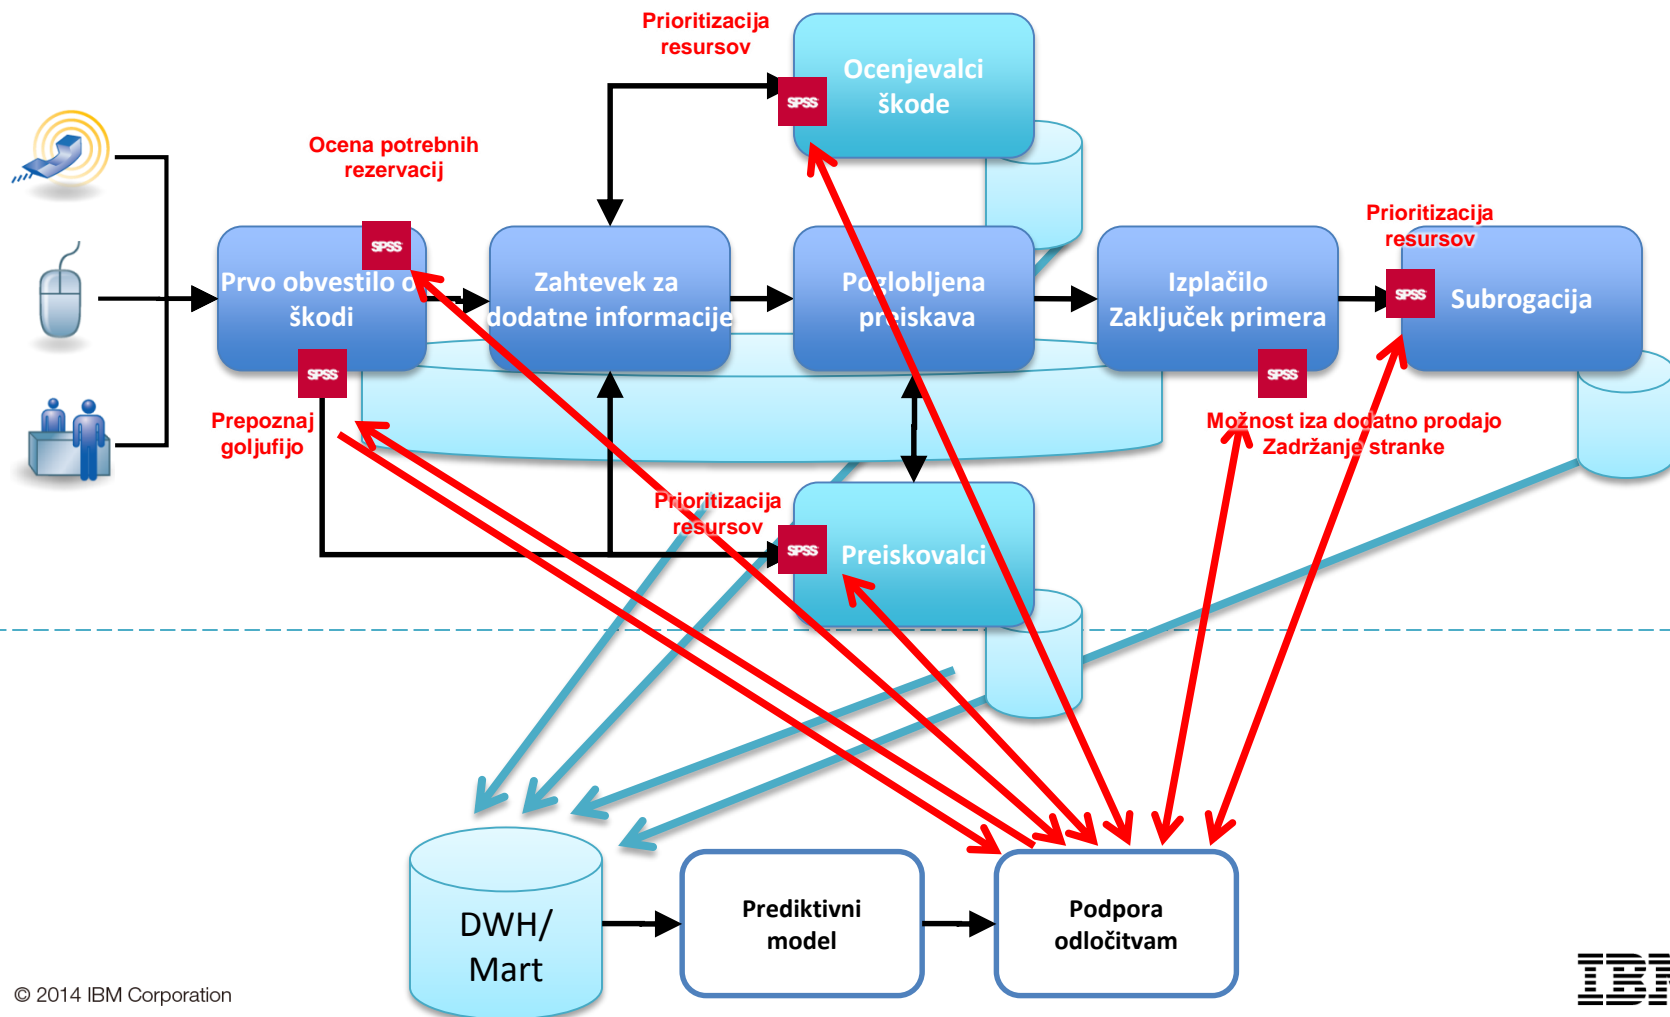 Prioritizacija
resursov
Ocenjevalci
škode
SPSS
Ocena potrebnih
rezervacij
SPSS
Prvo obvestilo o
škodi
Zahtevek za
dodatne informacije
Poglobljena
preiskava
Izplačilo
Zaključek primera
Prioritizacija
resursov
SPSS
Subrogacija
SPSS
Prepoznaj
goljufijo
SPSS
Možnost iza dodatno prodajo
Zadržanje stranke
Prioritizacija
resursov
SPSS
Preiskovalci
DWH/
Mart
Prediktivni
model
Podpora
odločitvam
© 2014 IBM Corporation
IBM